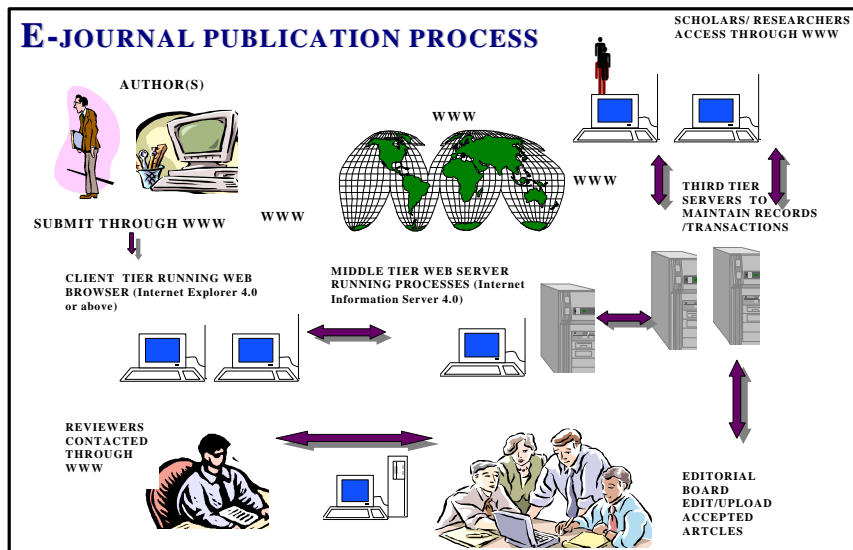 E-JOURNAL PUBLICATION PROCESS
SCHOLARS/ RESEARCHERS
ACCESS THROUGH WWW
AUTHOR(S)
WWW
WWW
WWW
SUBMIT THROUGH WWW
THIRD TIER
SERVERS TO
MAINTAIN RECORDS
/TRANSACTIONS
CLIENT TIER RUNNING WEB
BROWSER (Internet Explorer 4.0
or above)
MIDDLE TIER WEB SERVER
RUNNING PROCESSES (Internet
Information Server 4.0)
REVIEWERS
CONTACTED
THROUGH
WWW
EDITORIAL
BOARD
EDIT/UPLOAD
ACCEPTED
ARTCLES